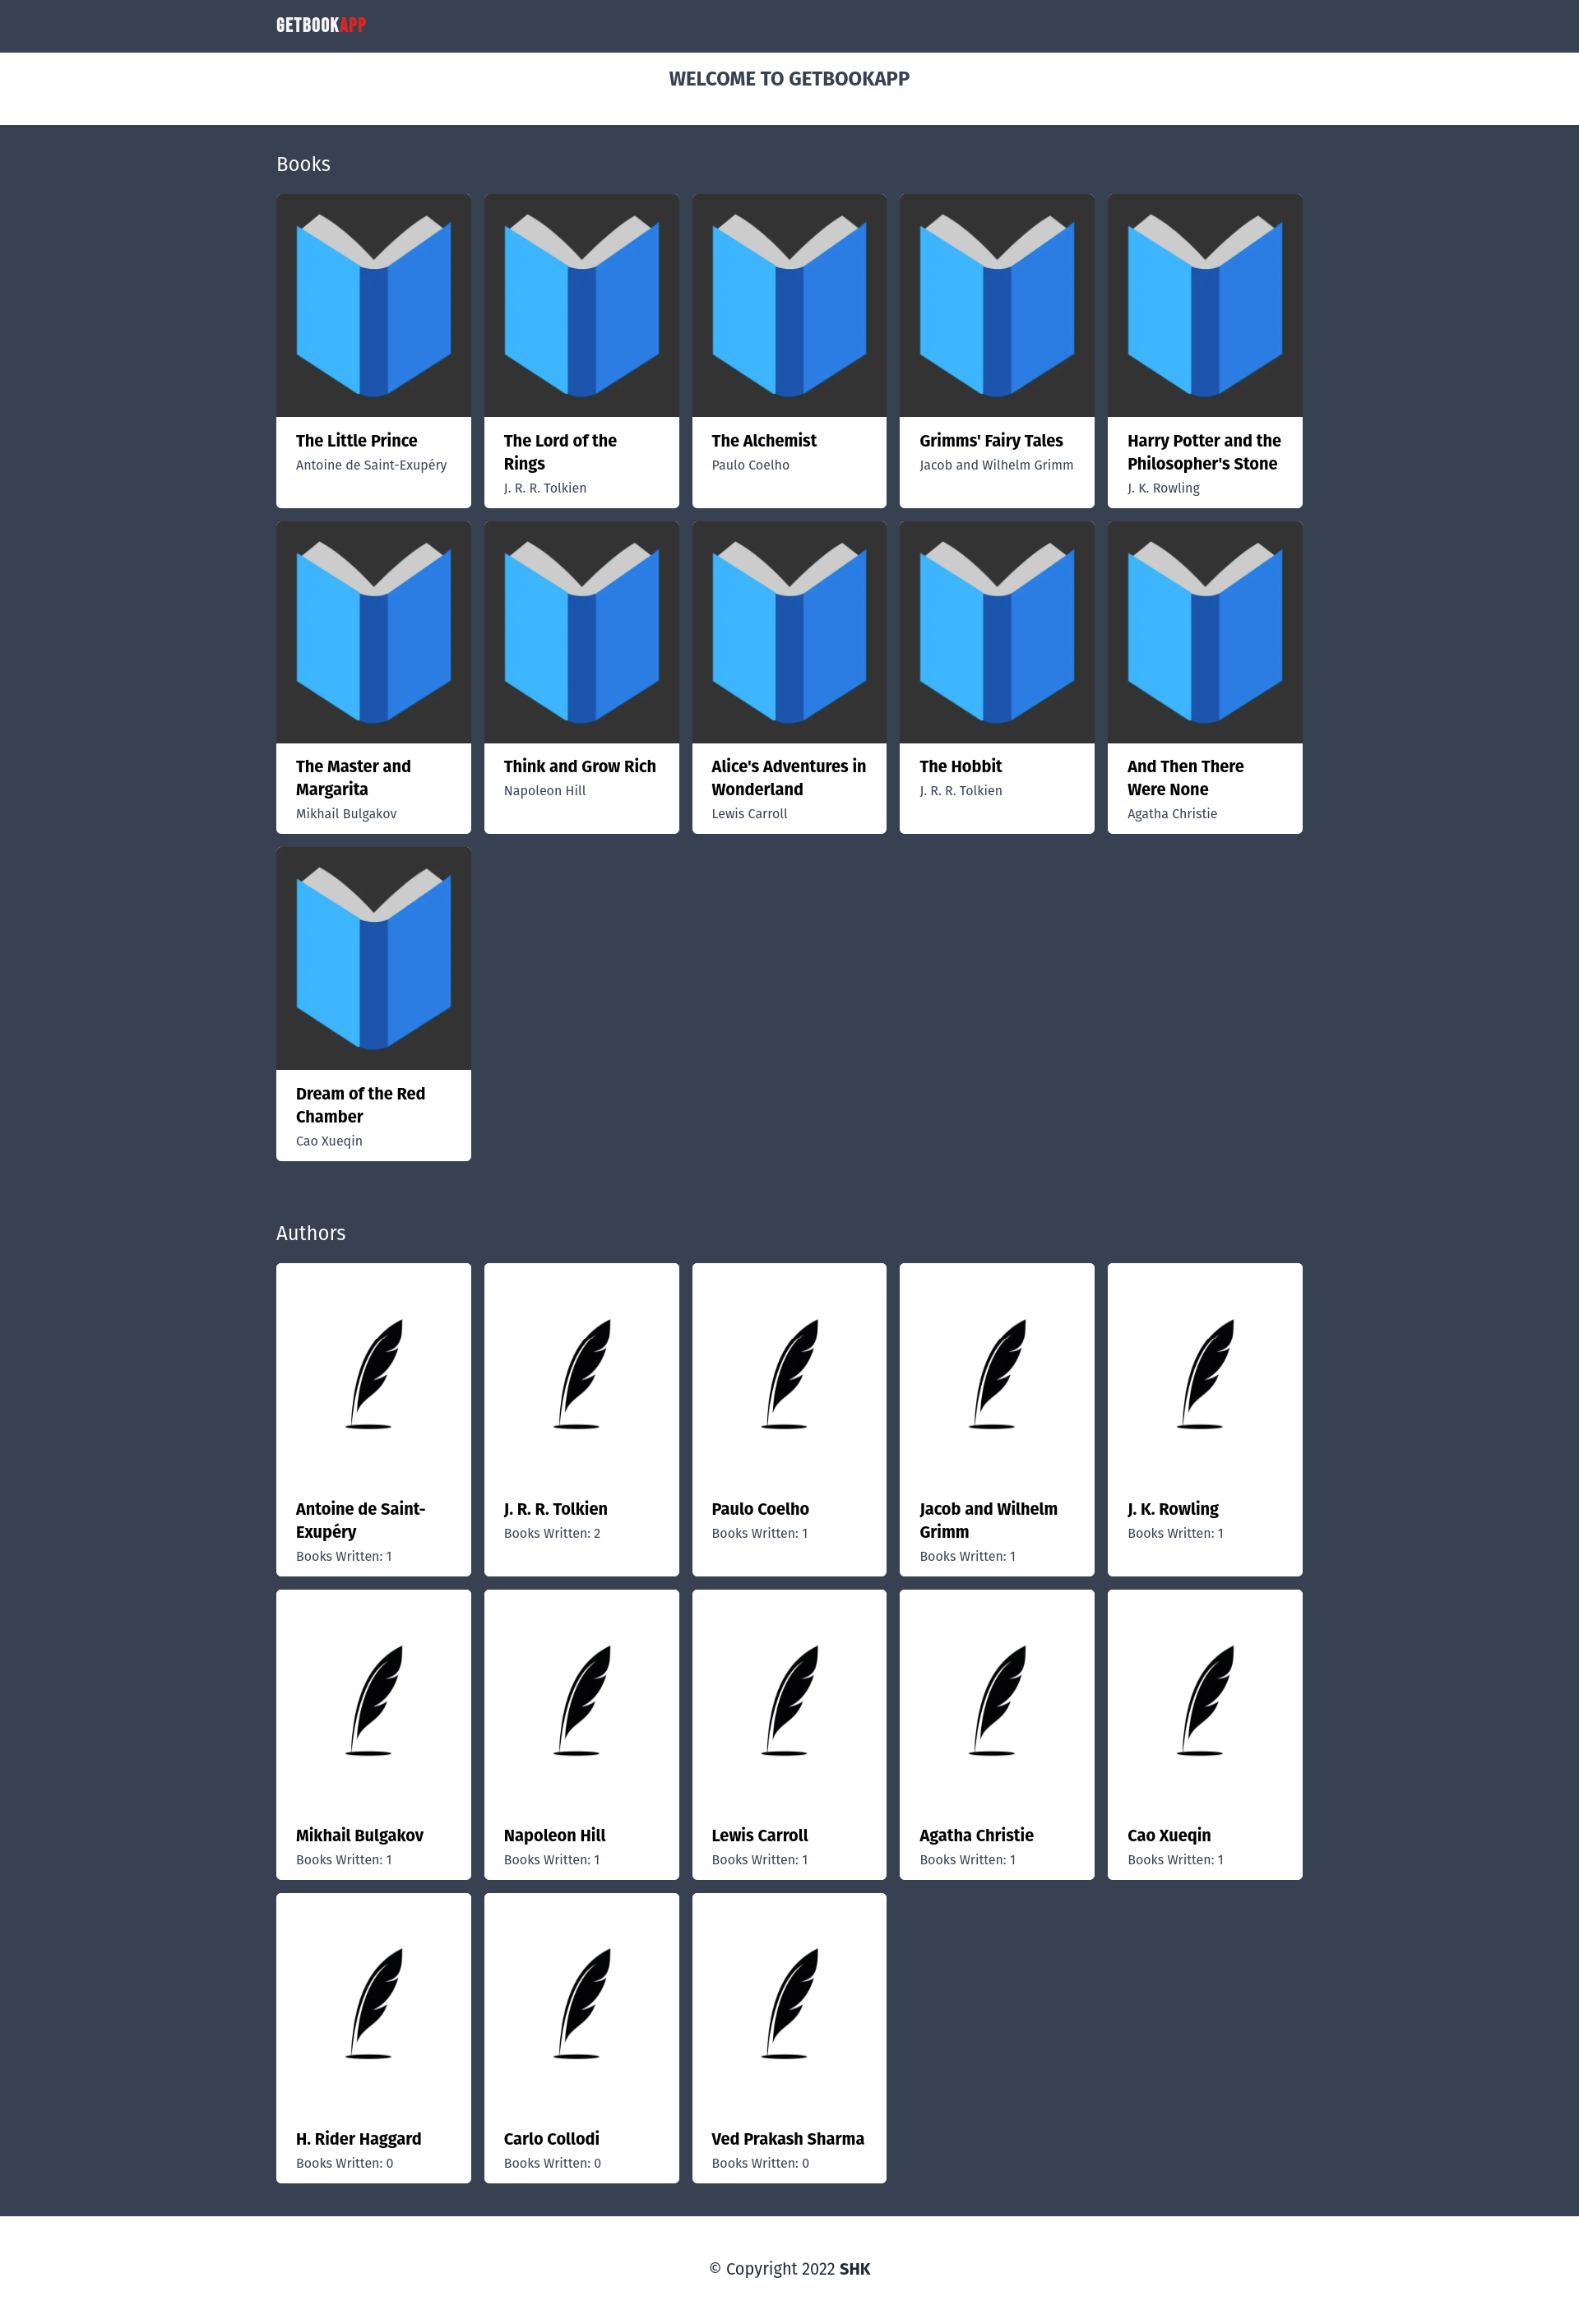 GETBOOKAPP
WELCOME TO GETBOOKAPP
Books
The Little Prince
Antoine de Saint-Exupéry
The Lord of the
Rings
J. R. R. Tolkien
The Alchemist
Paulo Coelho
Grimms' Fairy Tales
Jacob and Wilhelm Grimm
Harry Potter and the
Philosopher's Stone
J. K. Rowling
The Master and
Margarita
Mikhail Bulgakov
Think and Grow Rich
Napoleon Hill
Alice's Adventures in
Wonderland
Lewis Carroll
The Hobbit
J. R. R. Tolkien
And Then There
Were None
Agatha Christie
Dream of the Red
Chamber
Cao Xueqin
Authors
Antoine de Saint-
Exupéry
Books Written: 1
J. R. R. Tolkien
Books Written: 2
Paulo Coelho
Books Written: 1
Jacob and Wilhelm
Grimm
Books Written: 1
J. K. Rowling
Books Written: 1
Mikhail Bulgakov
Books Written: 1
Napoleon Hill
Books Written: 1
Lewis Carroll
Books Written: 1
Agatha Christie
Books Written: 1
Cao Xueqin
Books Written: 1
H. Rider Haggard
Books Written: 0
Carlo Collodi
Books Written: 0
Ved Prakash Sharma
Books Written: 0
© Copyright 2022 SHK